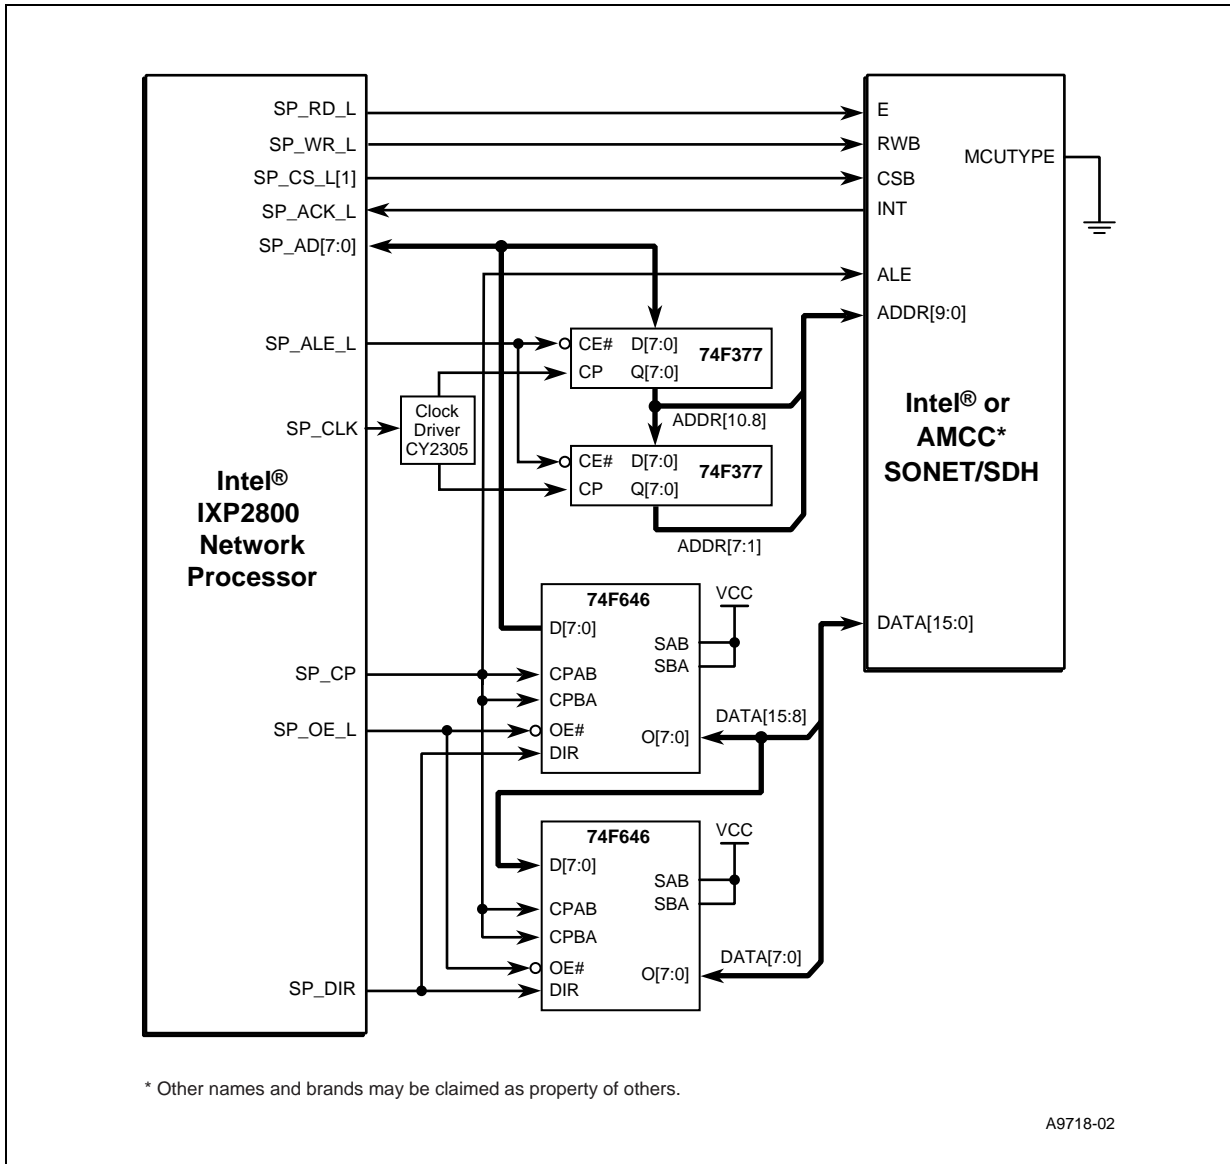 SP_RD_L
SP_WR_L
SP_CS_L[1]
SP_ACK_L
SP_AD[7:0]
SP_ALE_L
SP_CLK
Intel®
IXP2800
Network
Processor
SP_CP
SP_OE_L
SP_DIR
Clock
Driver
CY2305
CE# D[7:0]
74F377
CP Q[7:0]
ADDR[10.8]
CE# D[7:0]
74F377
CP Q[7:0]
ADDR[7:1]
74F646
D[7:0]
SAB
SBA
CPAB
CPBA
OE#
DIR
O[7:0]
VCC
DATA[15:8]
74F646
D[7:0]
SAB
SBA
CPAB
CPBA
OE#
DIR
O[7:0]
VCC
DATA[7:0]
E
RWB
MCUTYPE
CSB
INT
ALE
ADDR[9:0]
Intel® or
AMCC*
SONET/SDH
DATA[15:0]
* Other names and brands may be claimed as property of others.
A9718-02